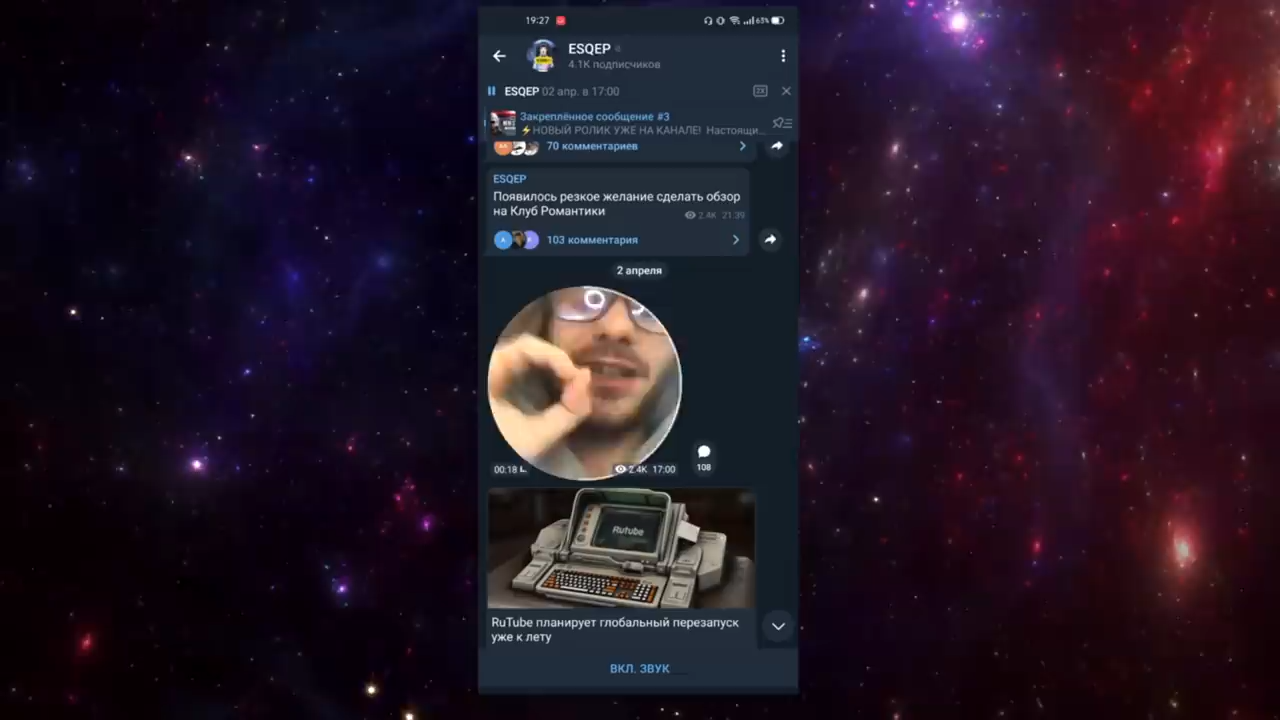 19:27
63%
ESQEP
4.1K подписчиков
ESQEP 02 апр. в 17:00
2X
Закреплённое сообщение #3
⚡НОВЫЙ РОЛИК УЖЕ НА КАНАЛЕ! Настоящи...
70 комментариев
ESQEP
Появилось резкое желание сделать обзор
на Клуб Романтики
2.4K 21:39
103 комментария
2 апреля
00:18
2.4K 17:00
108
Rutube
RuTube планирует глобальный перезапуск
уже к лету
ВКЛ. ЗВУК